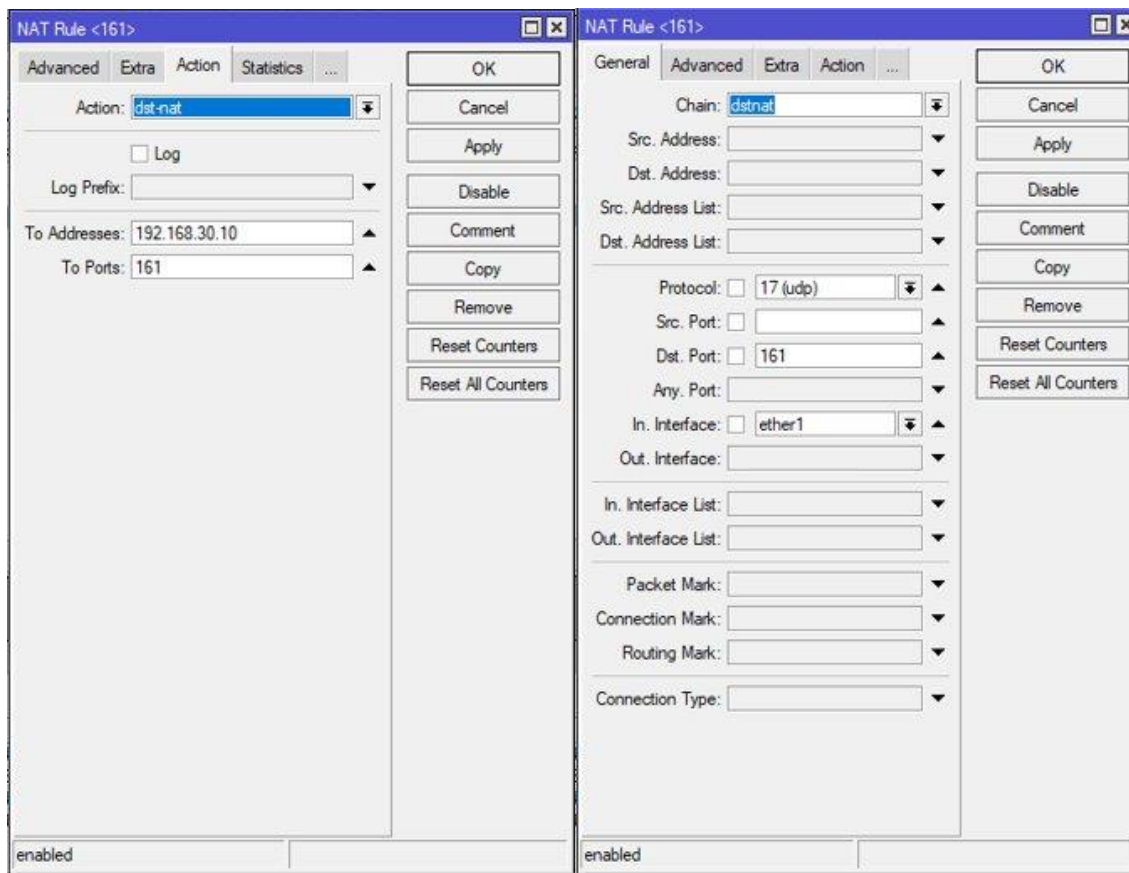 NAT Rule <161>
Advanced Extra Action Statistics ...
Action: dst-nat
Log
Log Prefix:
To Addresses: 192.168.30.10
To Ports: 161
OK
Cancel
Apply
Disable
Comment
Copy
Remove
Reset Counters
Reset All Counters
enabled
NAT Rule <161>
General Advanced Extra Action ...
Chain: dstnat
Src. Address:
Dst. Address:
Src. Address List:
Dst. Address List:
Protocol: 17 (udp)
Src. Port:
Dst. Port: 161
Any. Port:
In. Interface: ether1
Out. Interface:
In. Interface List:
Out. Interface List:
Packet Mark:
Connection Mark:
Routing Mark:
Connection Type:
OK
Cancel
Apply
Disable
Comment
Copy
Remove
Reset Counters
Reset All Counters
enabled